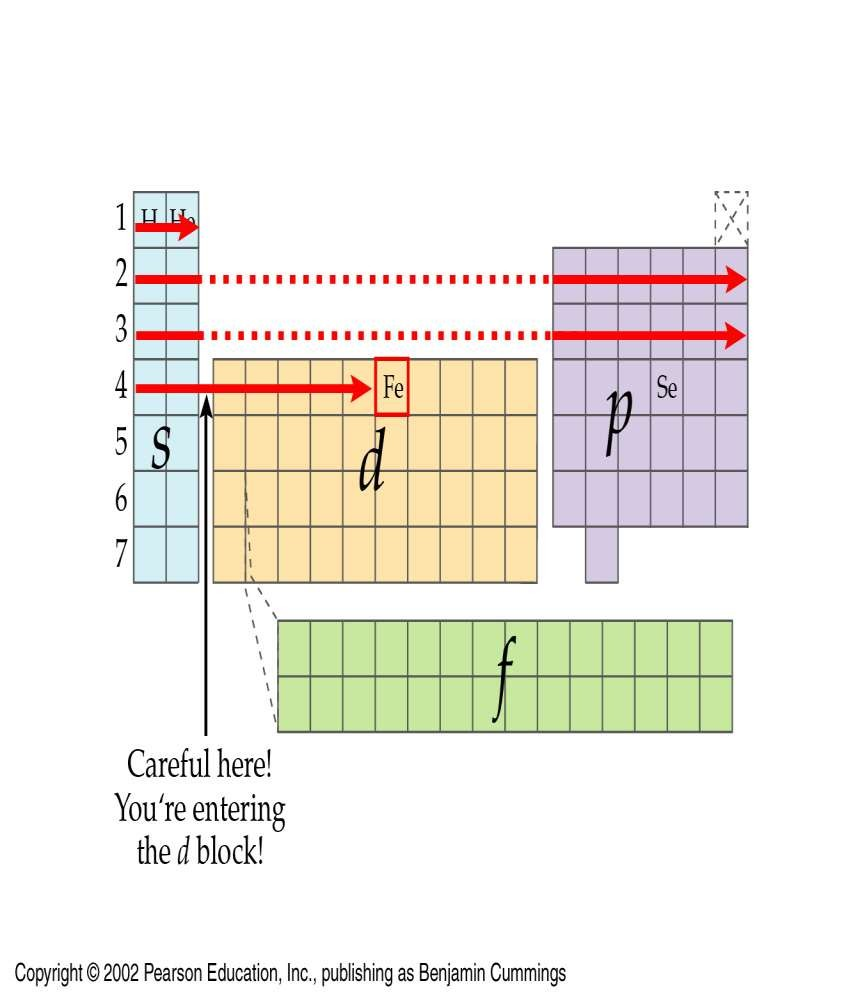 1 H He
2
3
4 Fe Se
p
5
s d
6
7
f
Careful here!
You're entering
the d block!
Copyright © 2002 Pearson Education, Inc., publishing as Benjamin Cummings